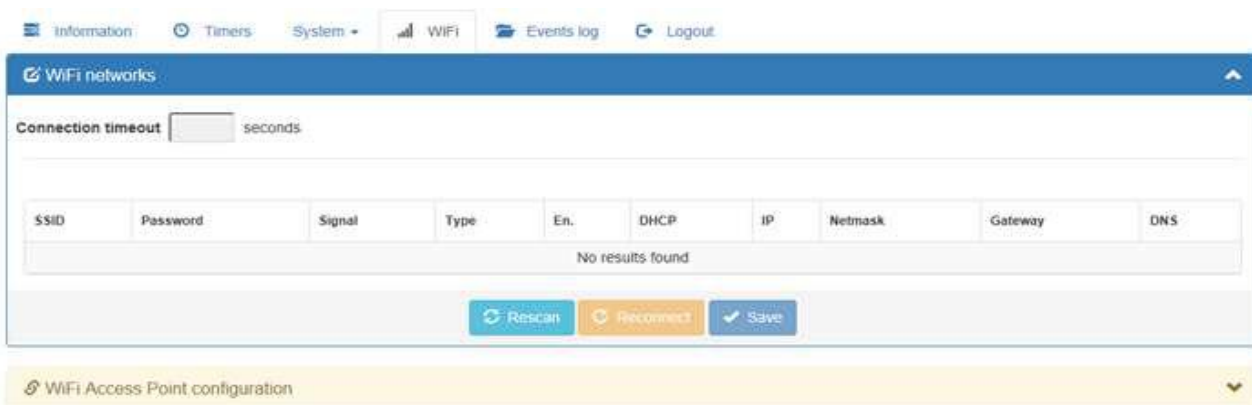 Information Timers System WiFi Events log Logout
WiFi networks
Connection timeout seconds
SSID Password Signal Type En. DHCP IP Netmask Gateway DNS
No results found
Rescan Reconnect Save
WiFi Access Point configuration